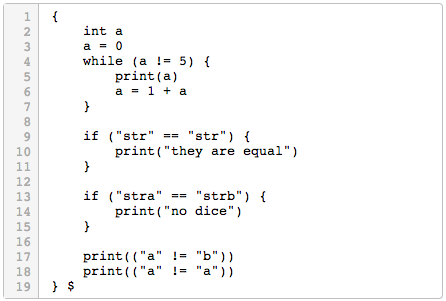 1 {
2     int a
3     a = 0
4     while (a != 5) {
5         print(a)
6         a = 1 + a
7     }
8
9     if ("str" == "str") {
10         print("they are equal")
11     }
12
13     if ("stra" == "strb") {
14         print("no dice")
15     }
16
17     print(("a" != "b"))
18     print(("a" != "a"))
19 } $